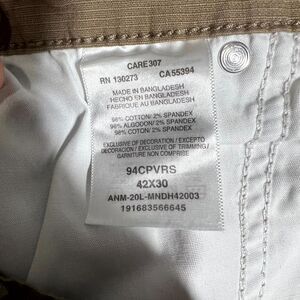 CARE307
RN 130273 CA55394
MADE IN BANGLADESH
HECHO EN BANGLADESH
FABRIQUÉ AU BANGLADESH
98% COTTON/2% SPANDEX
98% ALGODON/2% SPANDEX
98% COTON/2% SPANDEX
EXCLUSIVE OF DECORATION / EXCEPTO
DECORACION / EXCLUSIVE OF TRIMMING/
GARNITURE NON COMPRISE
94CPVRS
42X30
ANM-20L-MNDH42003
191683566645